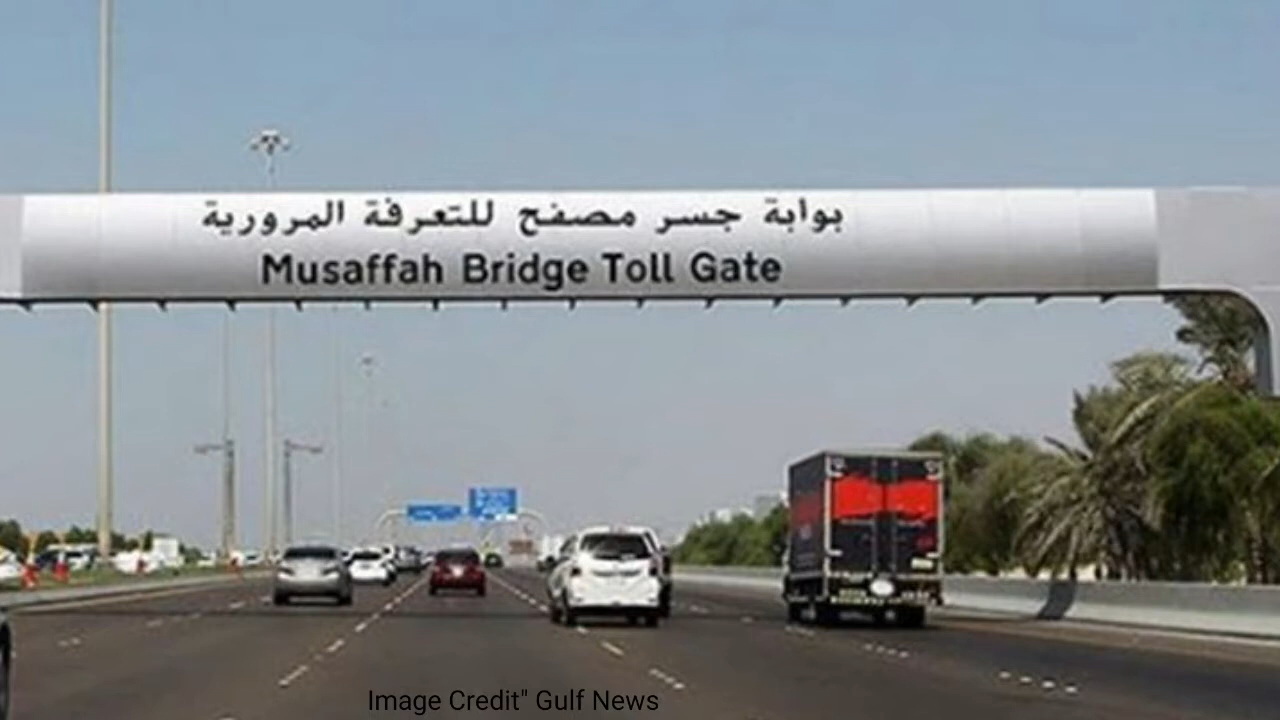 بوابة جسر مصفح للتعرفة المرورية
Musaffah Bridge Toll Gate
Image Credit" Gulf News